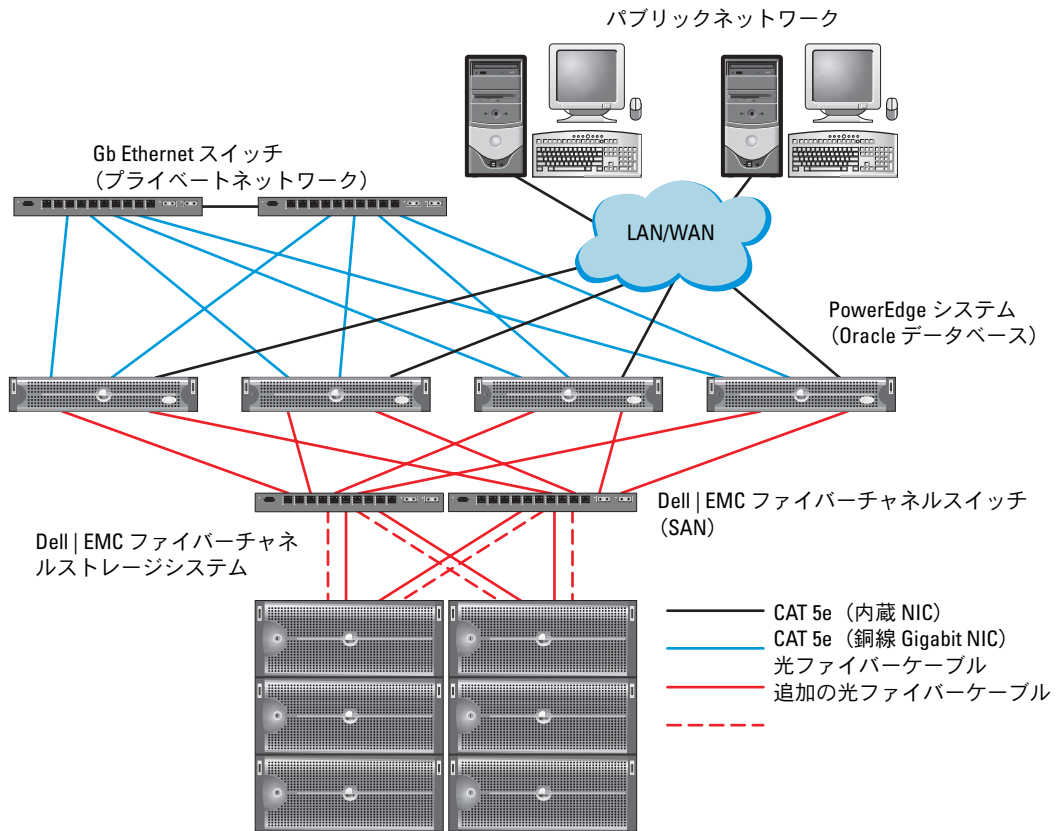 パブリックネットワーク
Gb Ethernet スイッチ
（プライベートネットワーク）
LAN/WAN
PowerEdge システム
（Oracle データベース）
Dell | EMC ファイバーチャネルスイッチ
（SAN）
Dell | EMC ファイバーチャネ
ルストレージシステム
CAT 5e（内蔵 NIC）
CAT 5e（銅線 Gigabit NIC）
光ファイバーケーブル
追加の光ファイバーケーブル